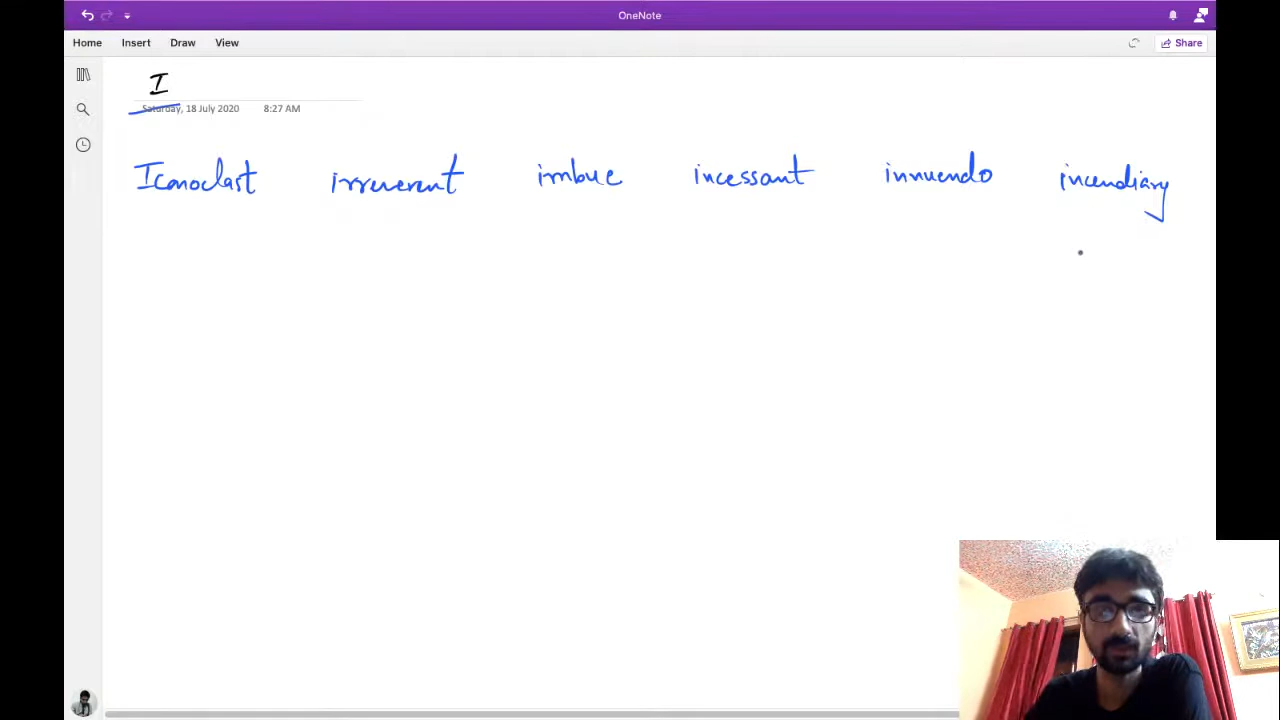 OneNote
Home Insert Draw View Share
I
Saturday, 18 July 2020 8:27 AM
Iconoclast irreverent imbue incessant innuendo incendiary